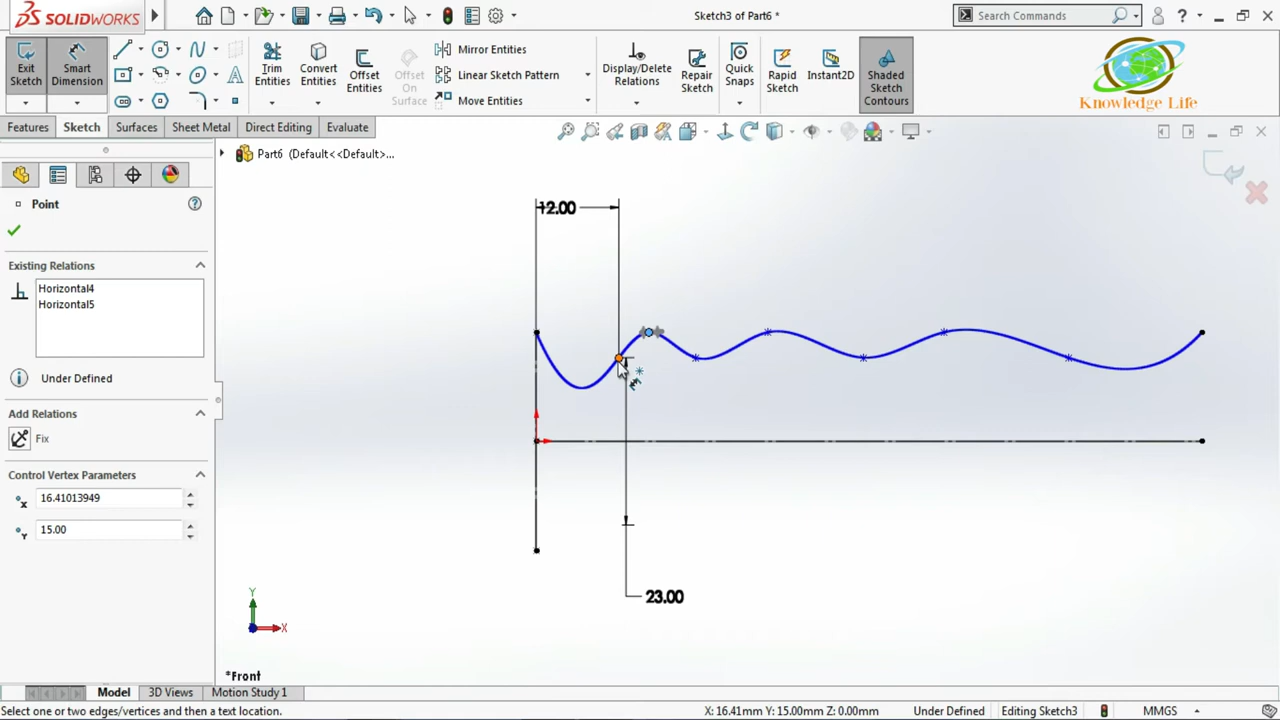 SOLIDWORKS
Sketch3 of Part6 *
Search Commands
Exit
Sketch
Smart
Dimension
Trim
Entities
Convert
Entities
Offset
Entities
Offset
On
Surface
Mirror Entities
Linear Sketch Pattern
Move Entities
Display/Delete
Relations
Repair
Sketch
Quick
Snaps
Rapid
Sketch
Instant2D
Shaded
Sketch
Contours
Knowledge Life
Features
Sketch
Surfaces
Sheet Metal
Direct Editing
Evaluate
Part6 (Default<<Default>...
Point
Existing Relations
Horizontal4
Horizontal5
Under Defined
Add Relations
Fix
Control Vertex Parameters
X
16.41013949
Y
15.00
12.00
23.00
Y
X
*Front
Model
3D Views
Motion Study 1
Select one or two edges/vertices and then a text location.
X: 16.41mm Y: 15.00mm Z: 0.00mm
Under Defined
Editing Sketch3
MMGS